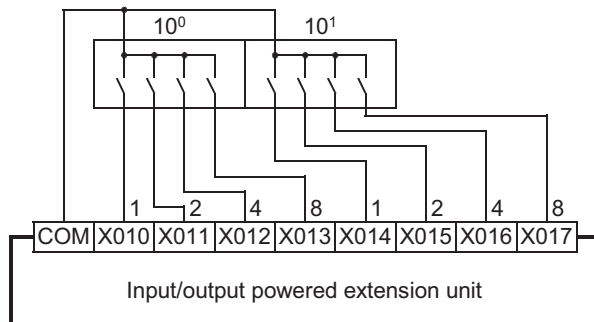 10⁰ 10¹
1 2 4 8 1 2 4 8
COM X010 X011 X012 X013 X014 X015 X016 X017
Input/output powered extension unit